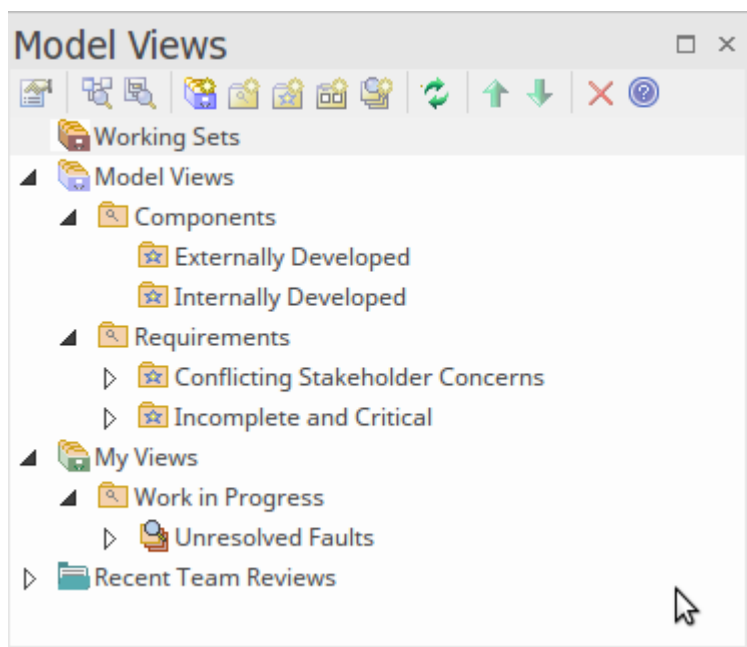 Model Views
Working Sets
Model Views
Components
Externally Developed
Internally Developed
Requirements
Conflicting Stakeholder Concerns
Incomplete and Critical
My Views
Work in Progress
Unresolved Faults
Recent Team Reviews